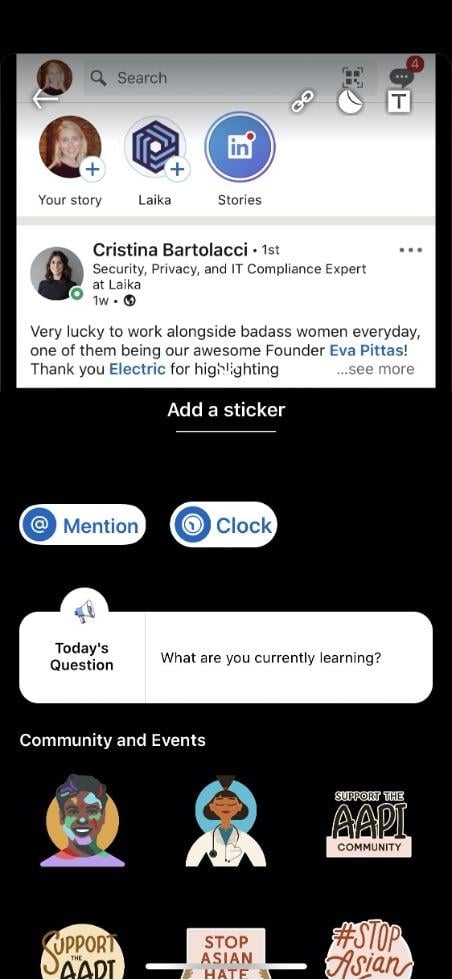 4
Search
T
in
Your story
Laika
Stories
Cristina Bartolacci • 1st
Security, Privacy, and IT Compliance Expert
at Laika
1w •
Very lucky to work alongside badass women everyday,
one of them being our awesome Founder Eva Pittas!
Thank you Electric for highlighting ...see more
Add a sticker
@ Mention
Clock
Today's
Question
What are you currently learning?
Community and Events
SUPPORT THE
AAPI
COMMUNITY
SUPPORT
THE
AAPI
STOP
ASIAN
HATE
#STOP
Asian